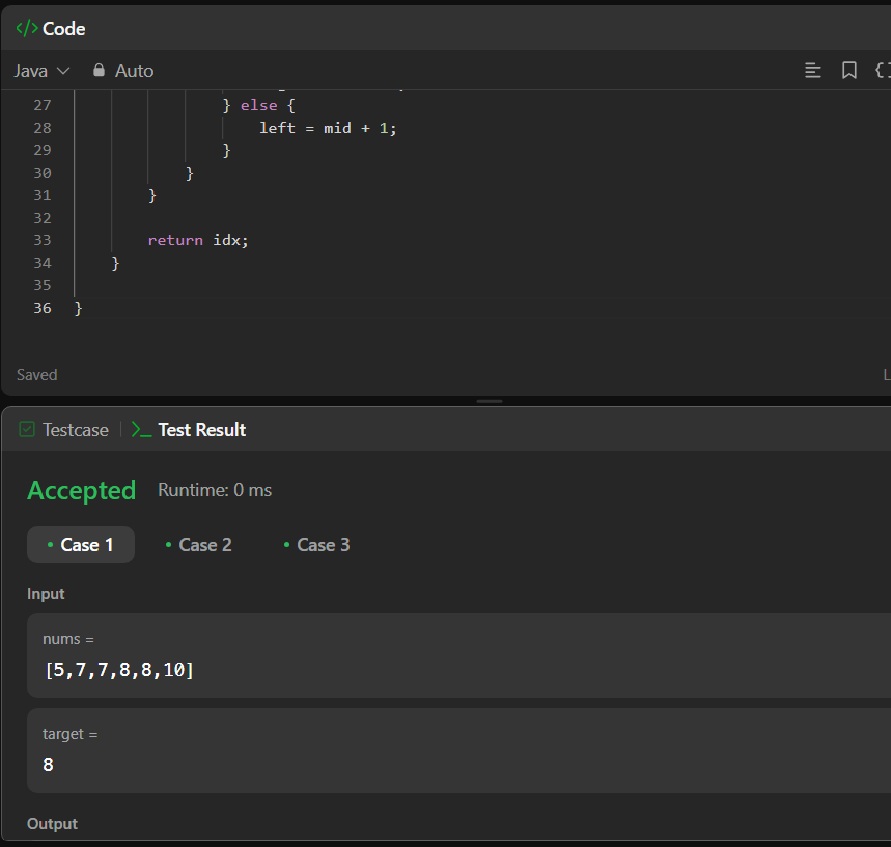 </> Code
Java Auto
27 } else {
28 left = mid + 1;
29 }
30 }
31 }
32
33 return idx;
34 }
35
36 }
Saved
Testcase | >_ Test Result
Accepted Runtime: 0 ms
• Case 1 • Case 2 • Case 3
Input
nums =
[5,7,7,8,8,10]
target =
8
Output